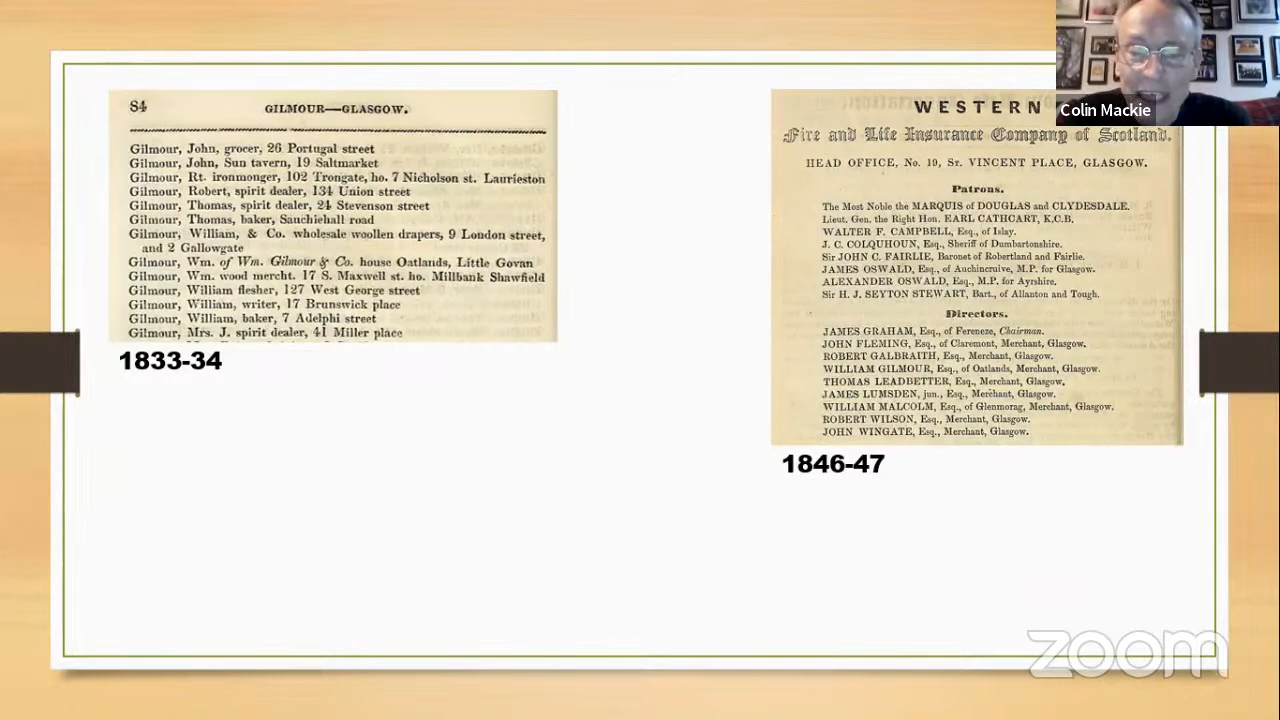 84
GILMOUR—GLASGOW.
Gilmour, John, grocer, 26 Portugal street
Gilmour, John, Sun tavern, 19 Saltmarket
Gilmour, Rt. ironmonger, 102 Trongate, ho. 7 Nicholson st. Laurieston
Gilmour, Robert, spirit dealer, 134 Union street
Gilmour, Thomas, spirit dealer, 24 Stevenson street
Gilmour, Thomas, baker, Sauchiehall road
Gilmour, William, & Co. wholesale woollen drapers, 9 London street,
and 2 Gallowgate
Gilmour, Wm. of Wm. Gilmour & Co. house Oatlands, Little Govan
Gilmour, Wm. wood mercht. 17 S. Maxwell st. ho. Millbank Shawfield
Gilmour, William flesher, 127 West George street
Gilmour, William, writer, 17 Brunswick place
Gilmour, William, baker, 7 Adelphi street
Gilmour, Mrs. J. spirit dealer, 41 Miller place
1833-34
WESTERN
Fire and Life Insurance Company of Scotland.
HEAD OFFICE, No. 19, St. VINCENT PLACE, GLASGOW.
Patrons.
The Most Noble the MARQUIS of DOUGLAS and CLYDESDALE.
Lieut. Gen. the Right Hon. EARL CATHCART, K.C.B.
WALTER F. CAMPBELL, Esq., of Islay.
J. C. COLQUHOUN, Esq., Sheriff of Dumbartonshire.
Sir JOHN C. FAIRLIE, Baronet of Robertland and Fairlie.
JAMES OSWALD, Esq., of Auchincruive, M.P. for Glasgow.
ALEXANDER OSWALD, Esq., M.P. for Ayrshire.
Sir H. J. SEYTON STEWART, Bart., of Allanton and Tough.
Directors.
JAMES GRAHAM, Esq., of Fereneze, Chairman.
JOHN FLEMING, Esq., of Claremont, Merchant, Glasgow.
ROBERT GALBRAITH, Esq., Merchant, Glasgow.
WILLIAM GILMOUR, Esq., of Oatlands, Merchant, Glasgow.
THOMAS LEADBETTER, Esq., Merchant, Glasgow.
JAMES LUMSDEN, jun., Esq., Merchant, Glasgow.
WILLIAM MALCOLM, Esq., of Glenmorag, Merchant, Glasgow.
ROBERT WILSON, Esq., Merchant, Glasgow.
JOHN WINGATE, Esq., Merchant, Glasgow.
1846-47
Colin Mackie
zoom